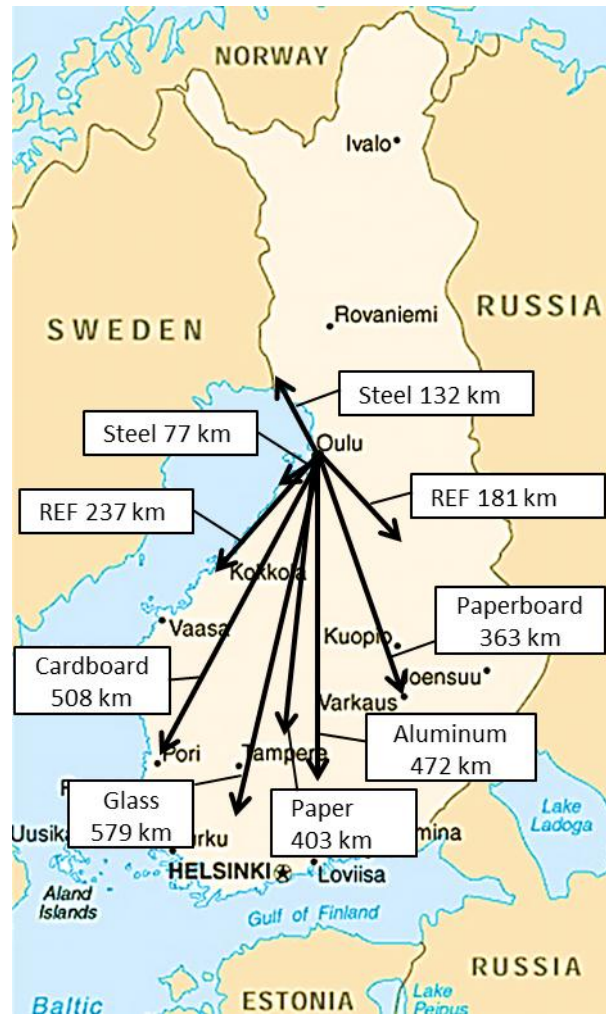 NORWAY
Ivalo
RUSSIA
Rovaniemi
SWEDEN
Steel 132 km
Steel 77 km
Oulu
REF 237 km
REF 181 km
Kokkola
Vaasa
Paperboard
363 km
Kuopio
Joensuu
Cardboard
508 km
Varkaus
Aluminum
472 km
Pori
Tampere
Glass
579 km
Paper
403 km
Lake
Ladoga
HELSINKI
Loviisa
Aland
Islands
Gulf of Finland
RUSSIA
Baltic
ESTONIA
Lake
Peipus